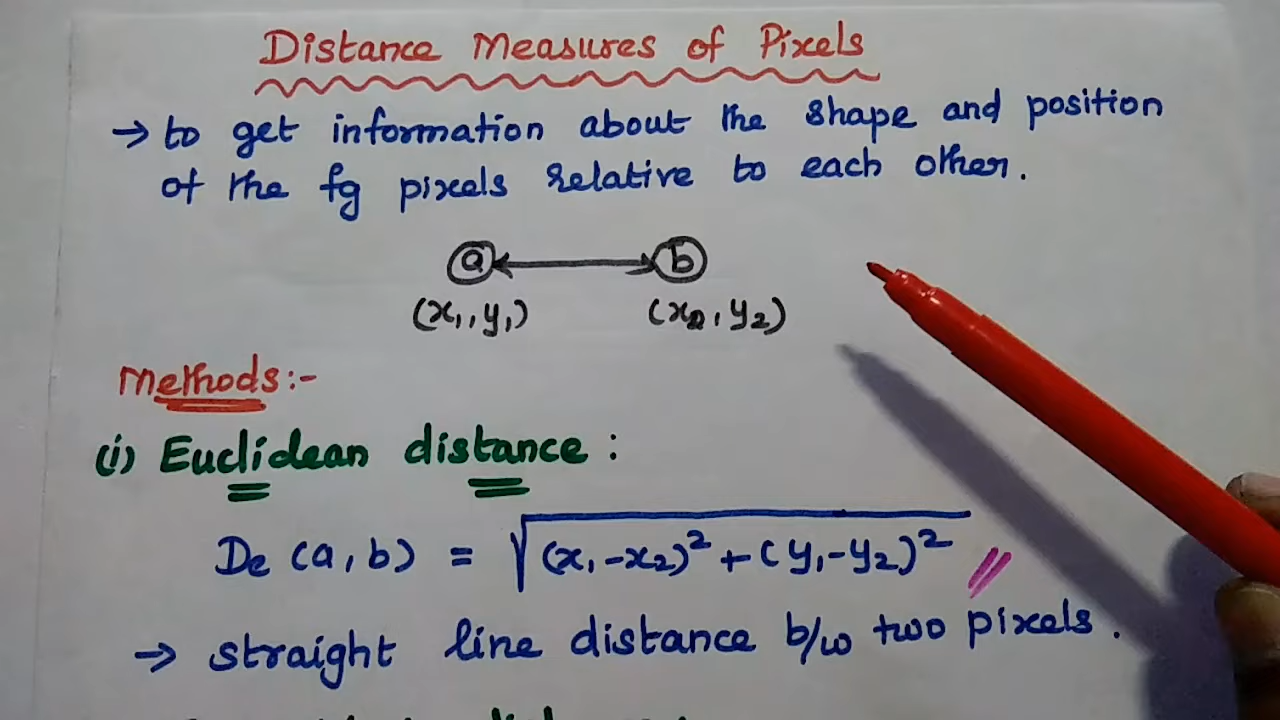 Distance Measures of Pixels
→ to get information about the shape and position
of the fg pixels relative to each other.
a ↔ b
(x₁, y₁) (x₂, y₂)
Methods:-
(i) Euclidean distance :
De (a, b) = √(x₁-x₂)² + (y₁-y₂)²
→ straight line distance b/w two pixels.